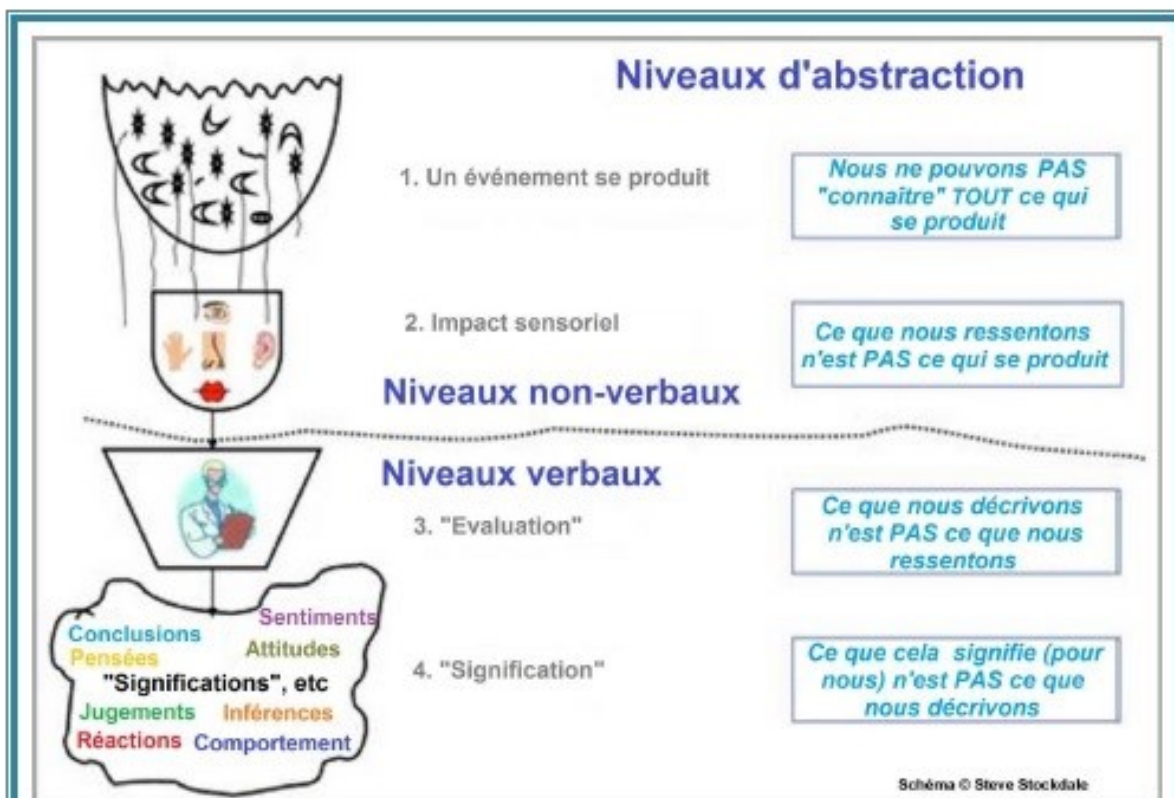 Niveaux d'abstraction
1. Un événement se produit
Nous ne pouvons PAS
"connaître" TOUT ce qui
se produit
2. Impact sensoriel
Ce que nous ressentons
n'est PAS ce qui se produit
Niveaux non-verbaux
Niveaux verbaux
3. "Evaluation"
Ce que nous décrivons
n'est PAS ce que nous
ressentons
Sentiments
Conclusions
Attitudes
Pensées
"Significations", etc
Jugements Inférences
Réactions Comportement
4. "Signification"
Ce que cela signifie (pour
nous) n'est PAS ce que
nous décrivons
Schéma © Steve Stockdale